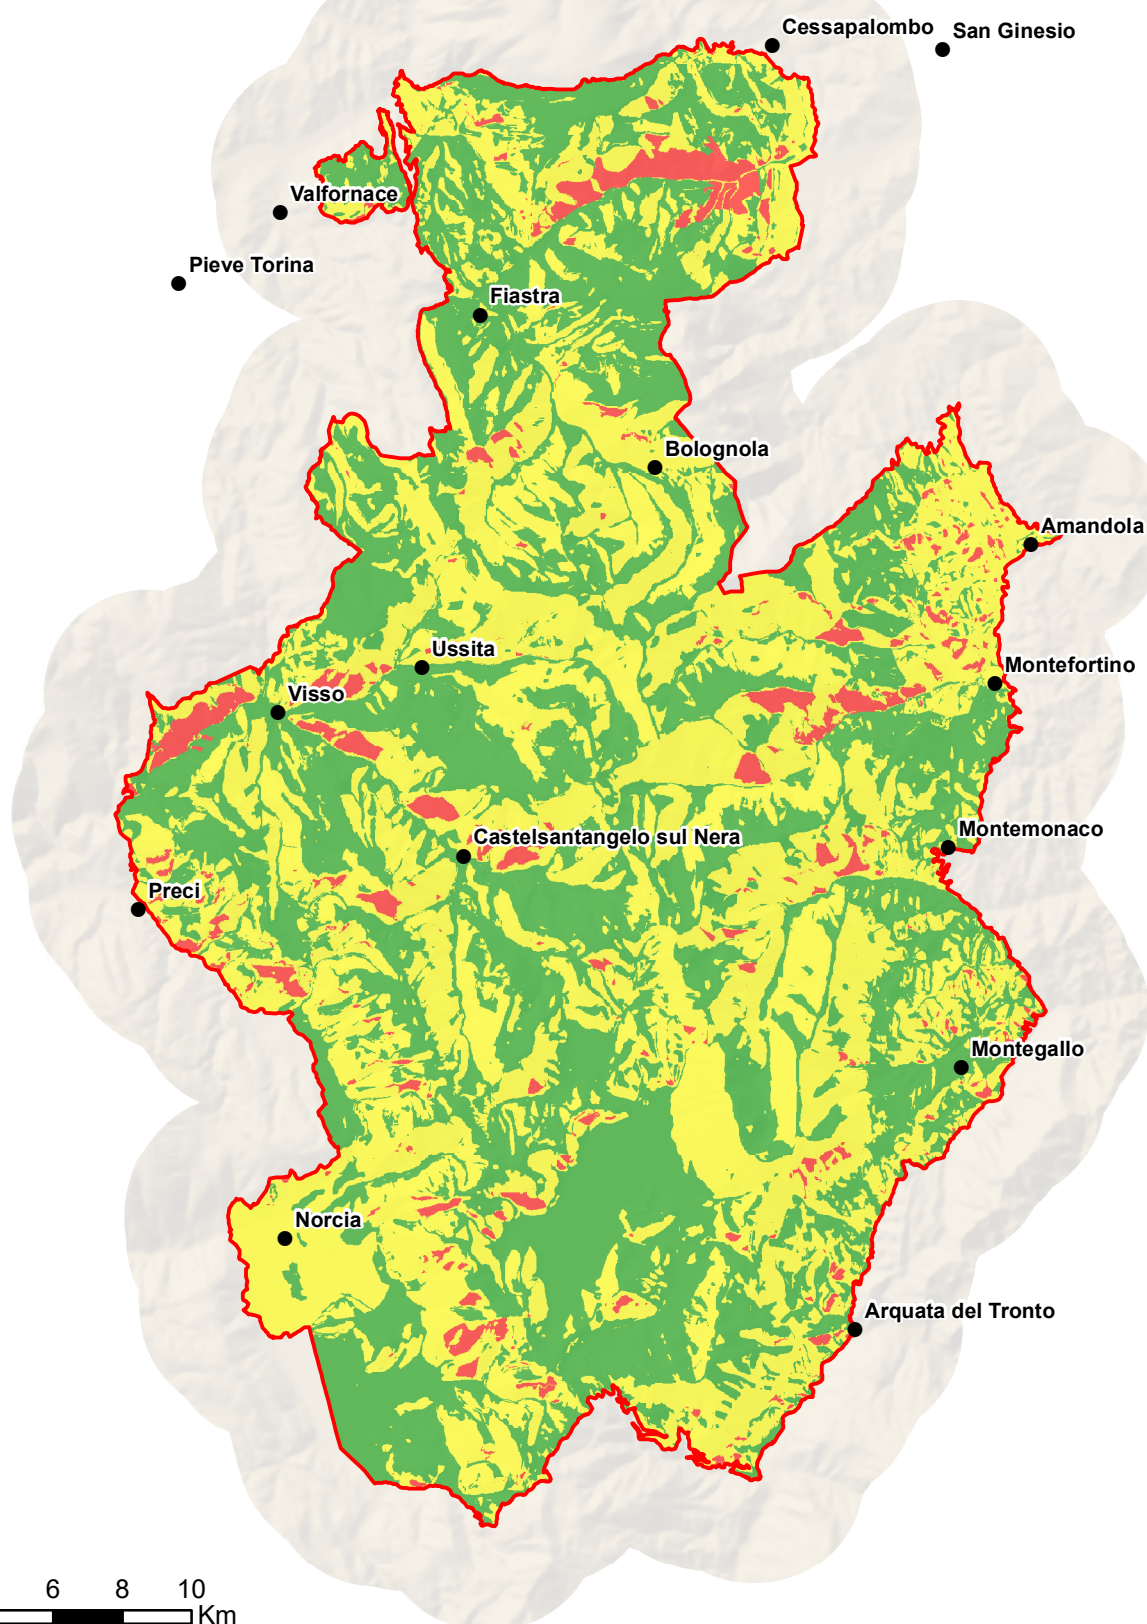 Cessapalombo
San Ginesio
Valfornace
Pieve Torina
Fiastra
Bolognola
Amandola
Ussita
Montefortino
Visso
Montemonaco
Castelsantangelo sul Nera
Preci
Montegallo
Norcia
Arquata del Tronto
6 8 10
Km